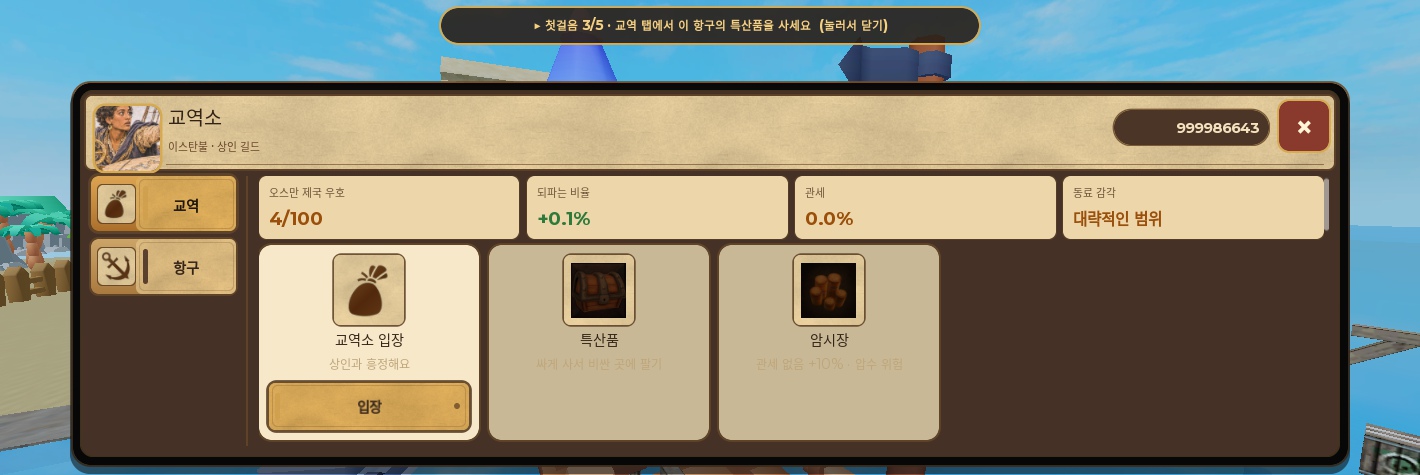 ▸ 첫걸음 3/5 · 교역 탭에서 이 항구의 특산품을 사세요 (눌러서 닫기)
교역소
이스탄불 · 상인 길드
999986643
×
교역
항구
오스만 제국 우호
4/100
되파는 비율
+0.1%
관세
0.0%
동료 감각
대략적인 범위
교역소 입장
상인과 흥정해요
입장
특산품
싸게 사서 비싼 곳에 팔기
암시장
관세 없음 +10% · 압수 위험